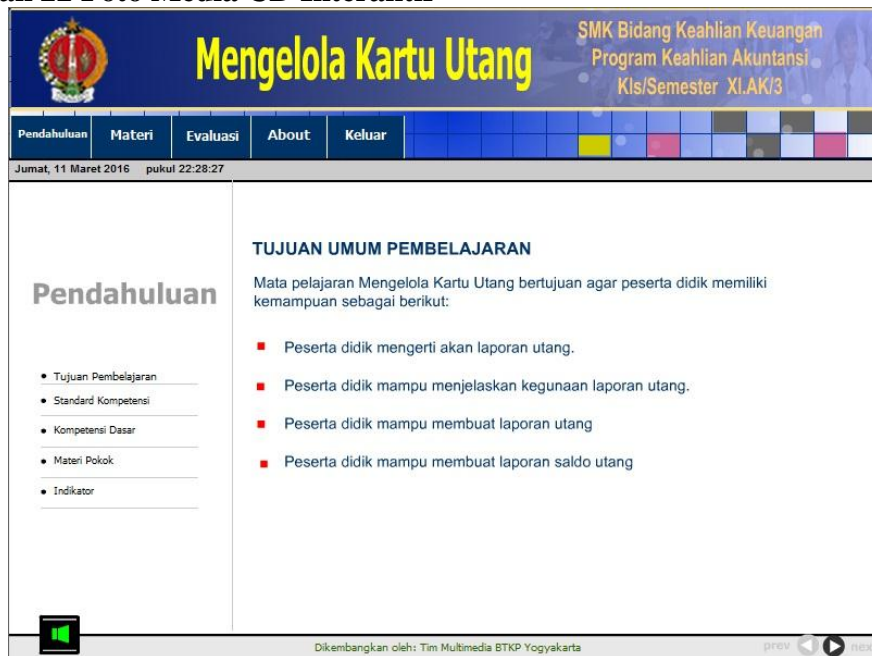 Foto Media CD Interaktif
Mengelola Kartu Utang
SMK Bidang Keahlian Keuangan
Program Keahlian Akuntansi
Kls/Semester XI.AK/3
Pendahuluan Materi Evaluasi About Keluar
Jumat, 11 Maret 2016 pukul 22:28:27
Pendahuluan
Tujuan Pembelajaran
Standard Kompetensi
Kompetensi Dasar
Materi Pokok
Indikator
TUJUAN UMUM PEMBELAJARAN
Mata pelajaran Mengelola Kartu Utang bertujuan agar peserta didik memiliki
kemampuan sebagai berikut:
Peserta didik mengerti akan laporan utang.
Peserta didik mampu menjelaskan kegunaan laporan utang.
Peserta didik mampu membuat laporan utang
Peserta didik mampu membuat laporan saldo utang
Dikembangkan oleh: Tim Multimedia BTKP Yogyakarta
prev